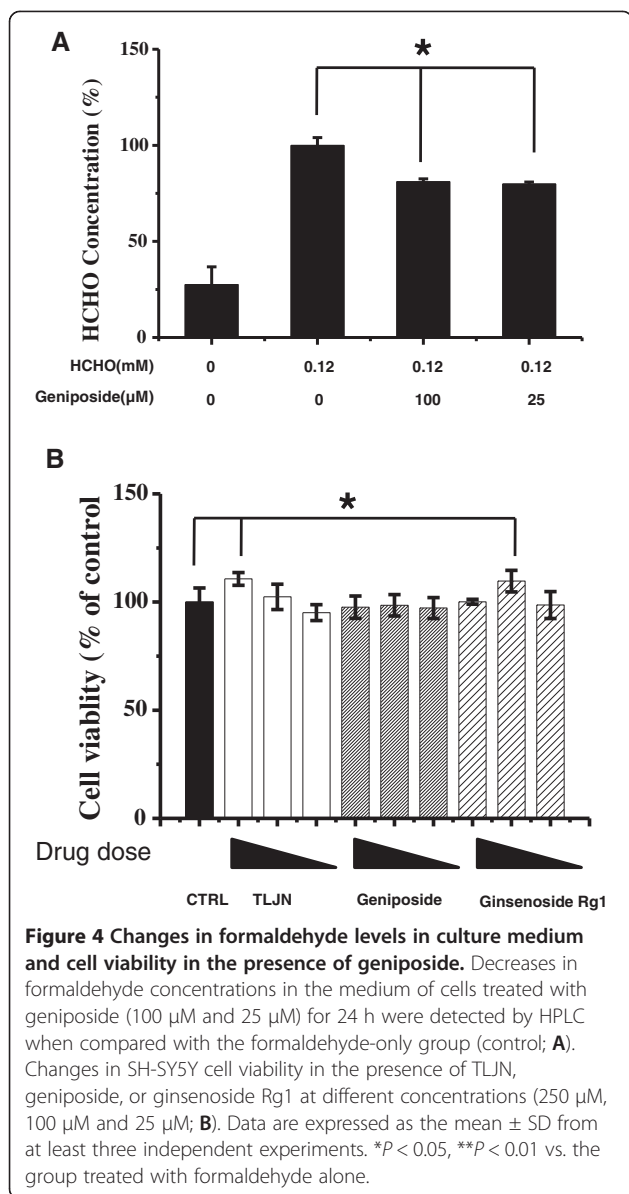 A
*
150
100
50
0
HCHO Concentration (%)
HCHO(mM) 0 0.12 0.12 0.12
Geniposide(μM) 0 0 100 25
B
*
150
100
50
0
Cell viablity (% of control
Drug dose
CTRL TLJN Geniposide Ginsenoside Rg1
Figure 4 Changes in formaldehyde levels in culture medium
and cell viability in the presence of geniposide. Decreases in
formaldehyde concentrations in the medium of cells treated with
geniposide (100 μM and 25 μM) for 24 h were detected by HPLC
when compared with the formaldehyde-only group (control; A).
Changes in SH-SY5Y cell viability in the presence of TLJN,
geniposide, or ginsenoside Rg1 at different concentrations (250 μM,
100 μM and 25 μM; B). Data are expressed as the mean ± SD from
at least three independent experiments. *P < 0.05, **P < 0.01 vs. the
group treated with formaldehyde alone.